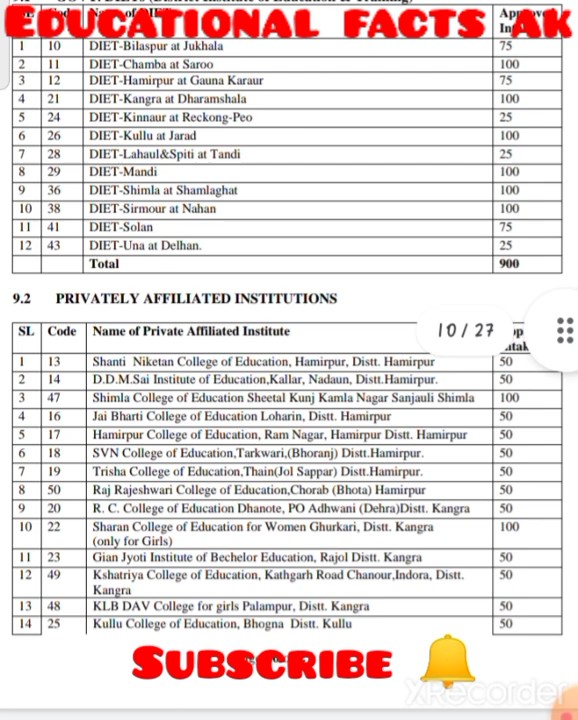 EDUCATIONAL FACTS AK
1 10 DIET-Bilaspur at Jukhala 75
2 11 DIET-Chamba at Saroo 100
3 12 DIET-Hamirpur at Gauna Karaur 75
4 21 DIET-Kangra at Dharamshala 100
5 24 DIET-Kinnaur at Reckong-Peo 25
6 26 DIET-Kullu at Jarad 100
7 28 DIET-Lahaul&Spiti at Tandi 25
8 29 DIET-Mandi 100
9 36 DIET-Shimla at Shamlaghat 100
10 38 DIET-Sirmour at Nahan 100
11 41 DIET-Solan 75
12 43 DIET-Una at Delhan. 25
Total 900
9.2 PRIVATELY AFFILIATED INSTITUTIONS
SL Code Name of Private Affiliated Institute
10 / 27
1 13 Shanti Niketan College of Education, Hamirpur, Distt. Hamirpur 50
2 14 D.D.M.Sai Institute of Education,Kallar, Nadaun, Distt.Hamirpur. 50
3 47 Shimla College of Education Sheetal Kunj Kamla Nagar Sanjauli Shimla 100
4 16 Jai Bharti College of Education Loharin, Distt. Hamirpur 50
5 17 Hamirpur College of Education, Ram Nagar, Hamirpur Distt. Hamirpur 50
6 18 SVN College of Education,Tarkwari,(Bhoranj) Distt.Hamirpur. 50
7 19 Trisha College of Education,Thain(Jol Sappar) Distt.Hamirpur. 50
8 50 Raj Rajeshwari College of Education,Chorab (Bhota) Hamirpur 50
9 20 R. C. College of Education Dhanote, PO Adhwani (Dehra)Distt. Kangra 50
10 22 Sharan College of Education for Women Ghurkari, Distt. Kangra 100
(only for Girls)
11 23 Gian Jyoti Institute of Bechelor Education, Rajol Distt. Kangra 50
12 49 Kshatriya College of Education, Kathgarh Road Chanour,Indora, Distt. 50
Kangra
13 48 KLB DAV College for girls Palampur, Distt. Kangra 50
14 25 Kullu College of Education, Bhogna Distt. Kullu 50
SUBSCRIBE
XRecorder